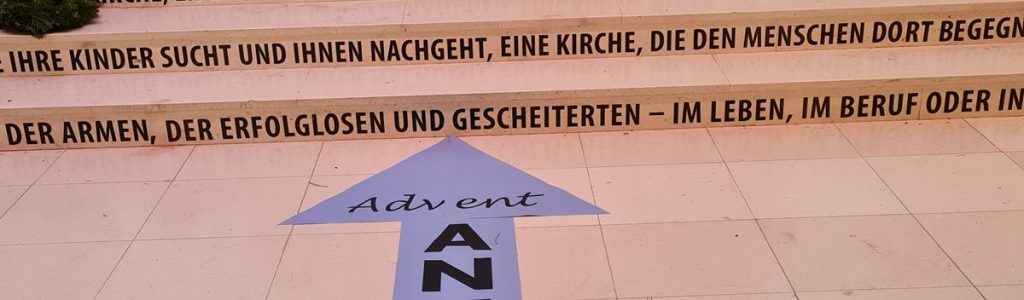 IHRE KINDER SUCHT UND IHNEN NACHGEHT, EINE KIRCHE, DIE DEN MENSCHEN DORT
DER ARMEN, DER ERFOLGLOSEN UND GESCHEITERTEN – IM LEBEN, IM BERUF ODER IN
Advent
AN